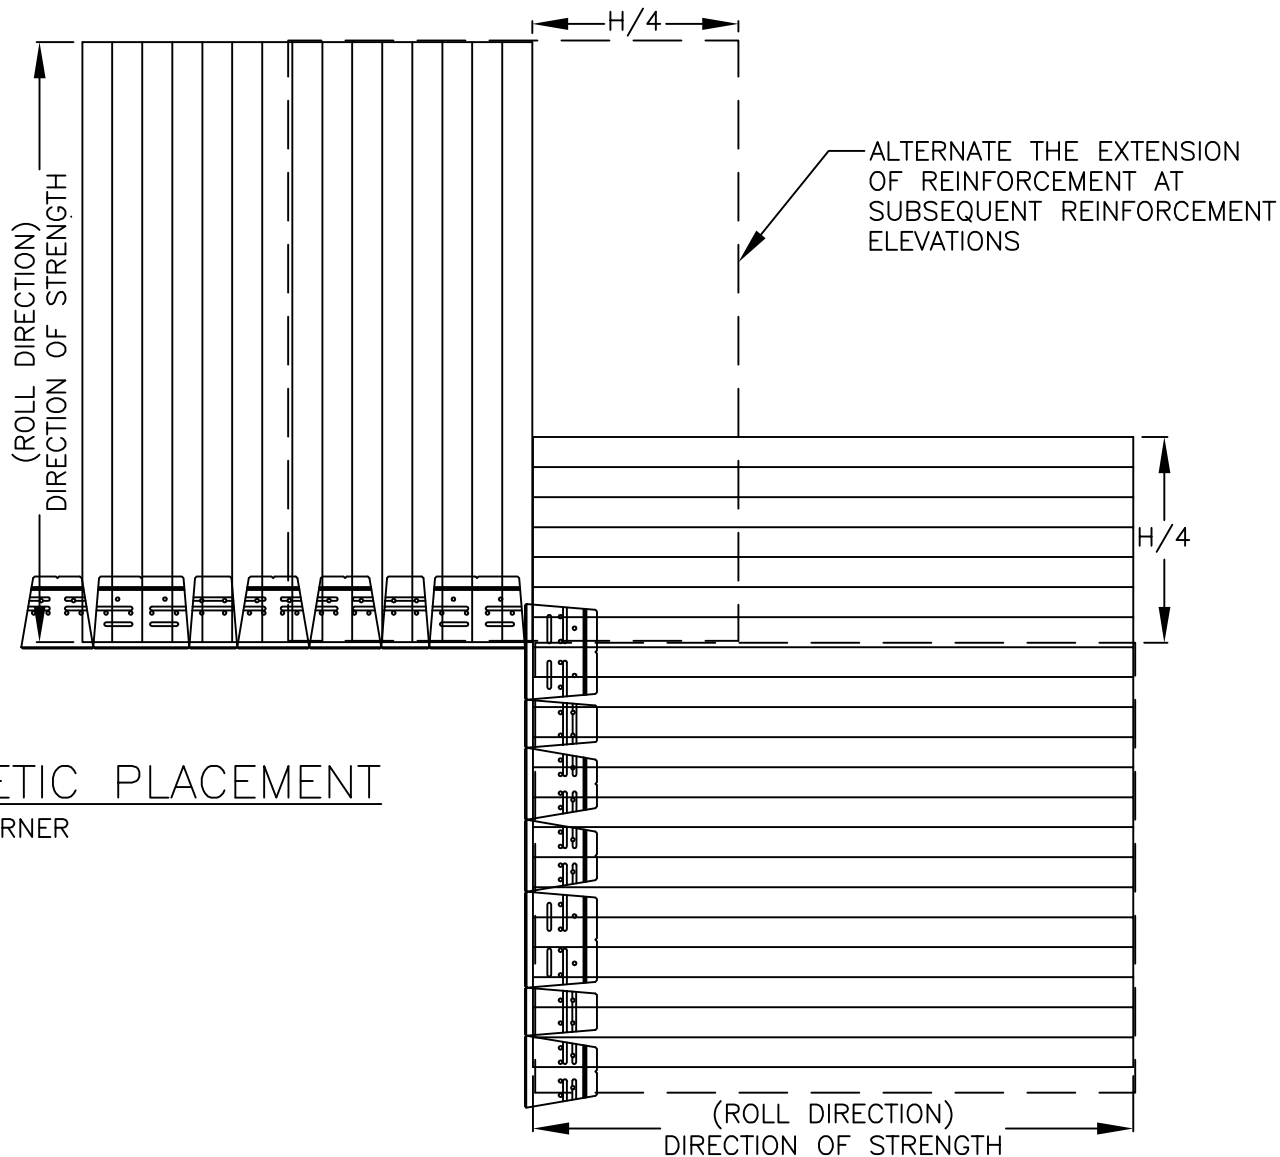 H/4
ALTERNATE THE EXTENSION
OF REINFORCEMENT AT
SUBSEQUENT REINFORCEMENT
ELEVATIONS
(ROLL DIRECTION)
DIRECTION OF STRENGTH
H/4
ETIC PLACEMENT
RNER
(ROLL DIRECTION)
DIRECTION OF STRENGTH